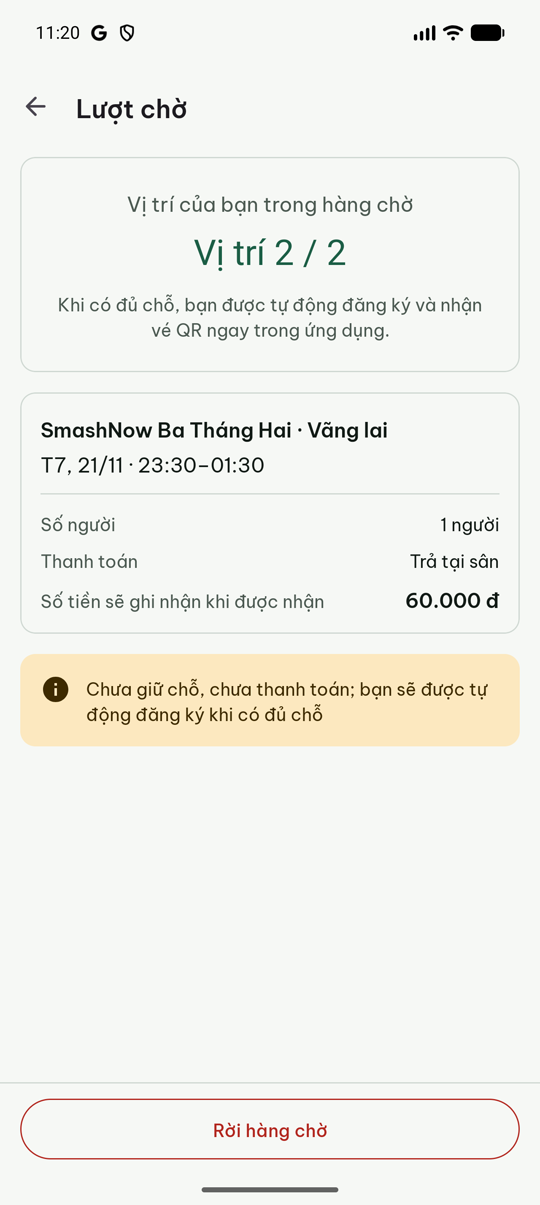 11:20
Lượt chờ
Vị trí của bạn trong hàng chờ
Vị trí 2 / 2
Khi có đủ chỗ, bạn được tự động đăng ký và nhận
vé QR ngay trong ứng dụng.
SmashNow Ba Tháng Hai · Vãng lai
T7, 21/11 · 23:30–01:30
Số người 1 người
Thanh toán Trả tại sân
Số tiền sẽ ghi nhận khi được nhận 60.000 đ
Chưa giữ chỗ, chưa thanh toán; bạn sẽ được tự
động đăng ký khi có đủ chỗ
Rời hàng chờ